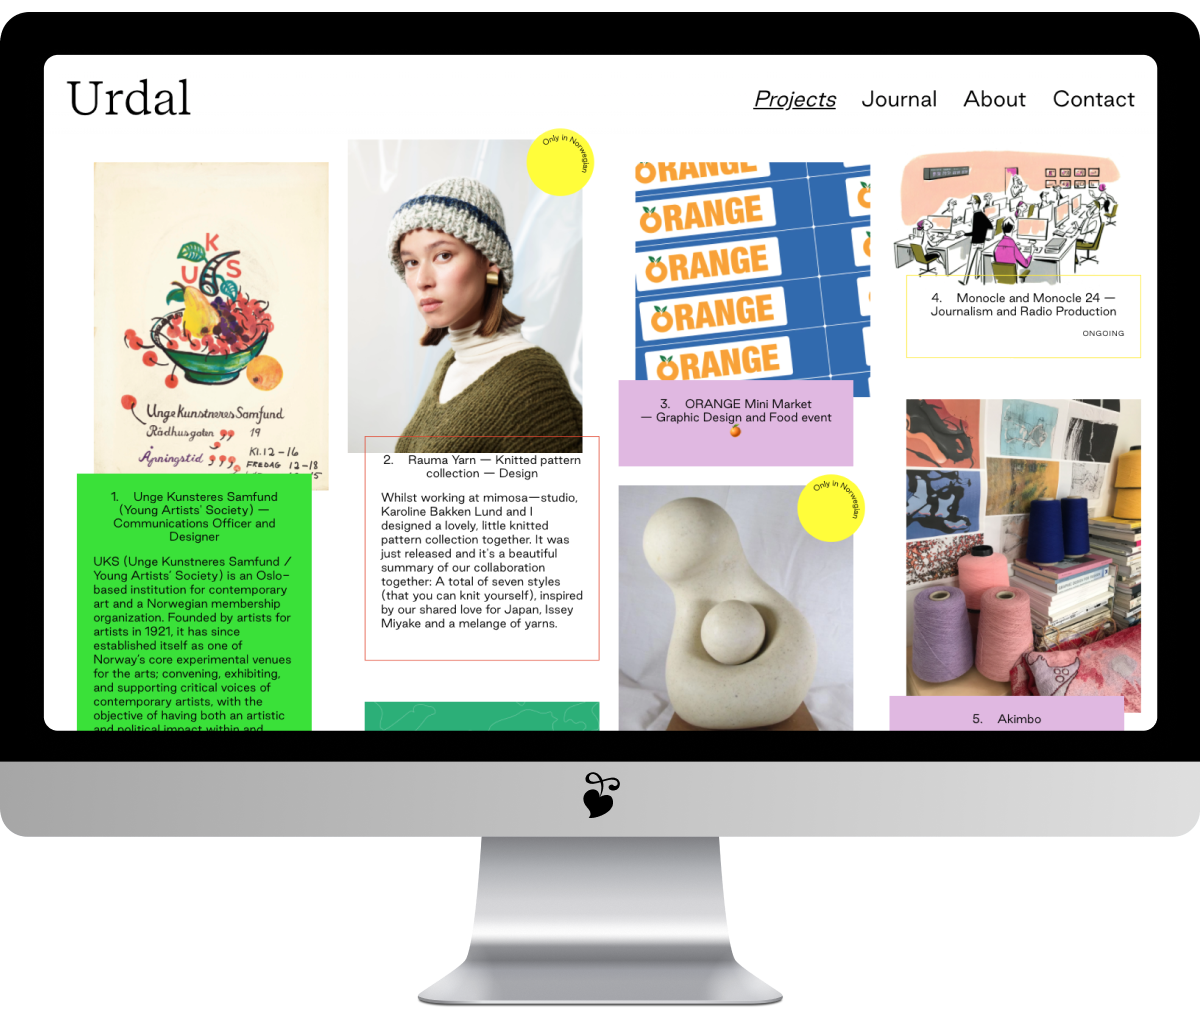 Urdal
Projects
Journal
About
Contact
K
U S
Unge Kunstneres Samfund
Rådhusgaten 99 19
Åpningstid 999. Kl. 12 – 16
FREDAG 12 – 18
1. Unge Kunsteres Samfund
(Young Artists' Society) —
Communications Officer and
Designer
UKS (Unge Kunstneres Samfund /
Young Artists' Society) is an Oslo-
based institution for contemporary
art and a Norwegian membership
organization. Founded by artists for
artists in 1921, it has since
established itself as one of
Norway's core experimental venues
for the arts; convening, exhibiting,
and supporting critical voices of
contemporary artists, with the
objective of having both an artistic
and political impact within and
Only in Norwegian
2. Rauma Yarn — Knitted pattern
collection — Design
Whilst working at mimosa—studio,
Karoline Bakken Lund and I
designed a lovely, little knitted
pattern collection together. It was
just released and it's a beautiful
summary of our collaboration
together: A total of seven styles
(that you can knit yourself), inspired
by our shared love for Japan, Issey
Miyake and a melange of yarns.
ORANGE
ORANGE
ORANGE
ORANGE
ORANGE
3. ORANGE Mini Market
— Graphic Design and Food event
🍊
Only in Norwegian
4. Monocle and Monocle 24 —
Journalism and Radio Production
ONGOING
5. Akimbo